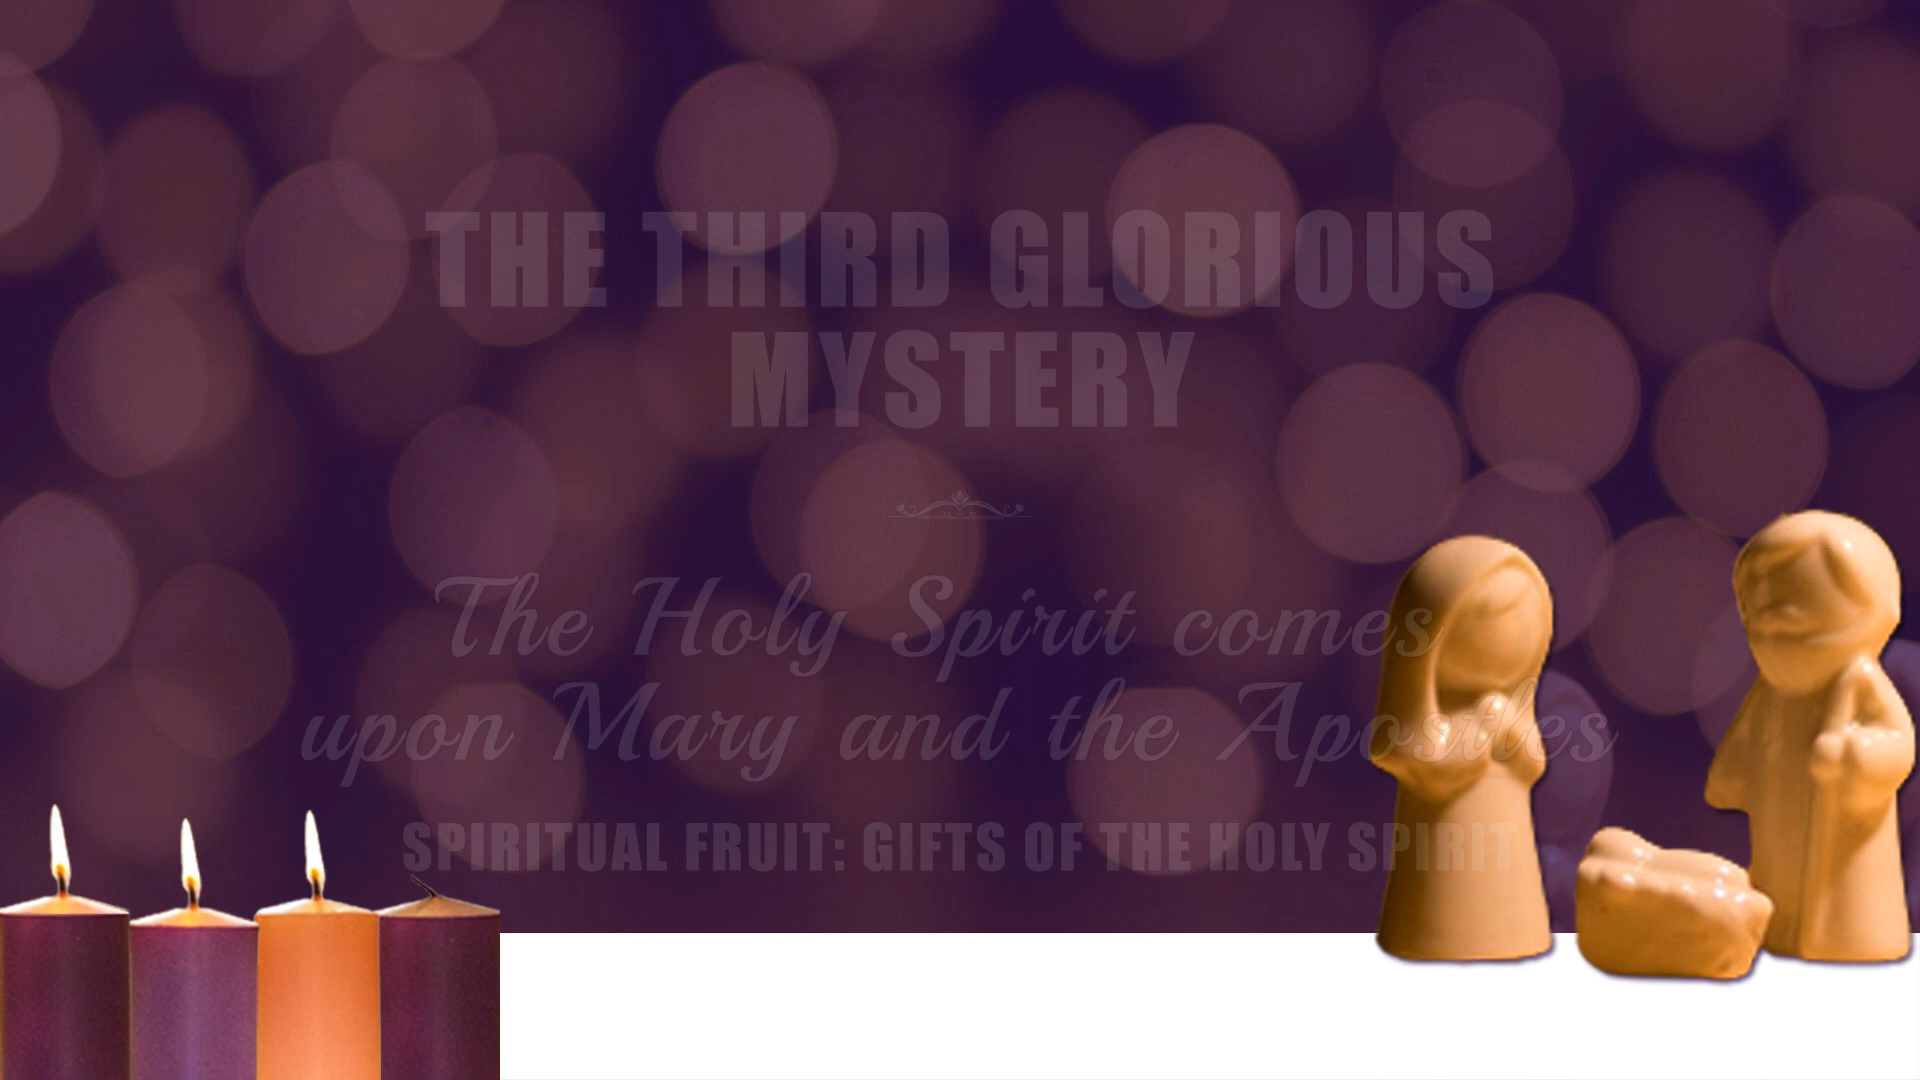 THE THIRD GLORIOUS
MYSTERY
The Holy Spirit comes
upon Mary and the Apostles
SPIRITUAL FRUIT: GIFTS OF THE HOLY SPIRIT